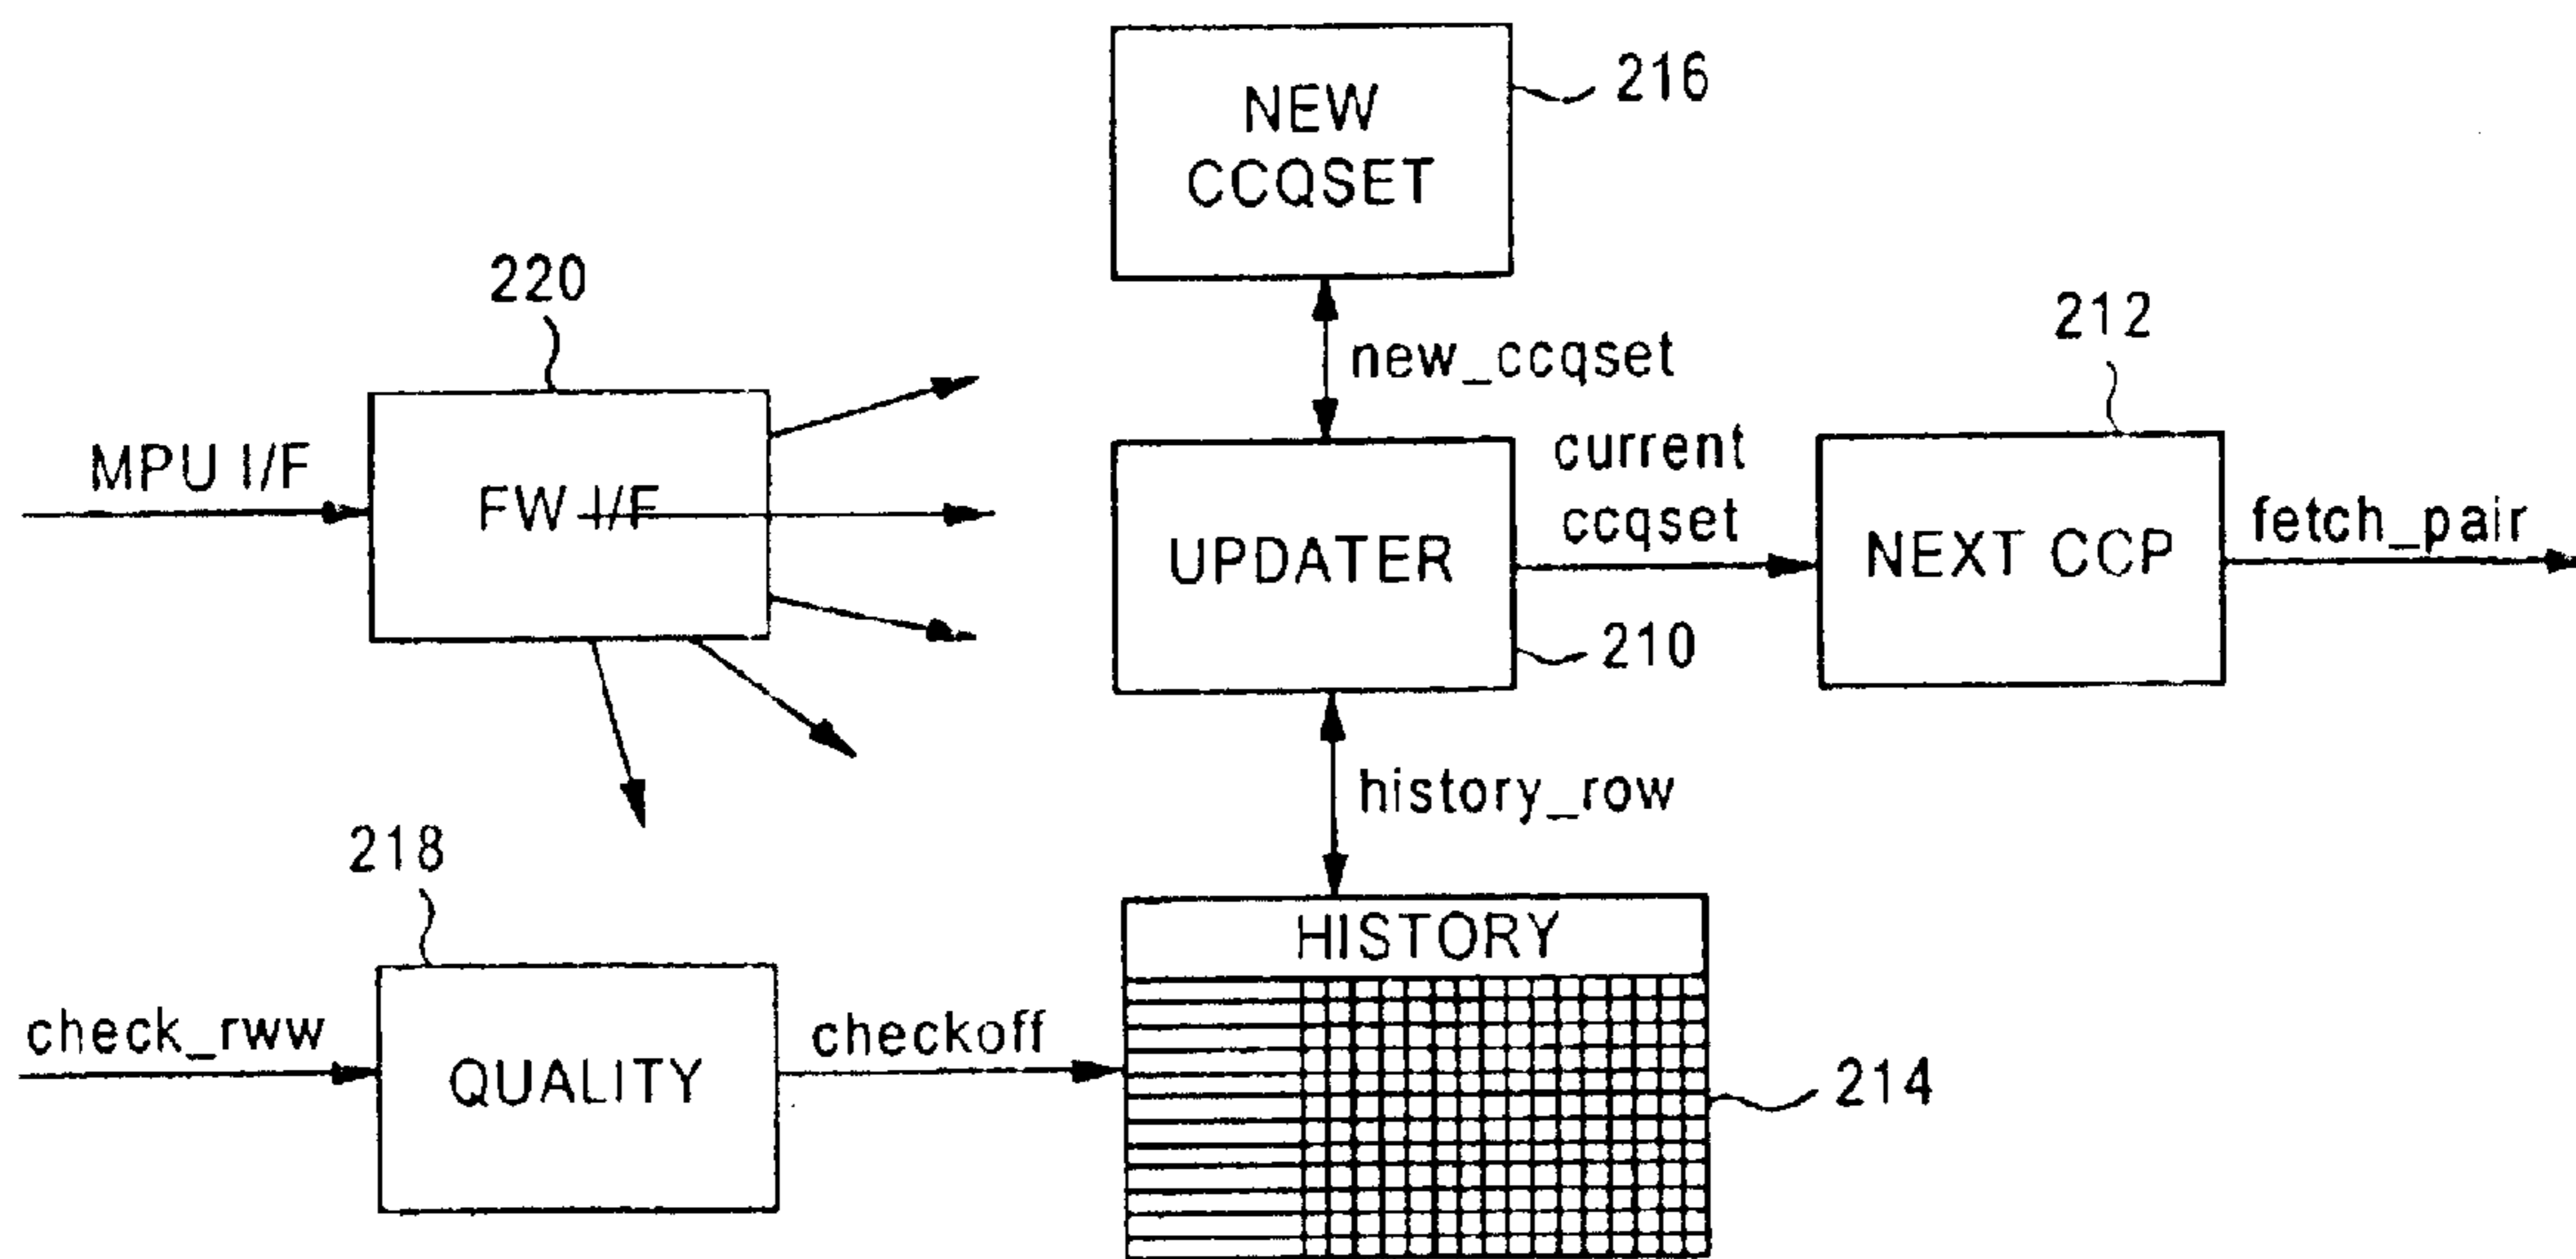 NEW
CCQSET
216
220
new_ccqset
212
MPU I/F
FW I/F
current
ccqset
UPDATER
NEXT CCP
fetch_pair
210
history_row
218
HISTORY
check_rww
QUALITY
checkoff
214